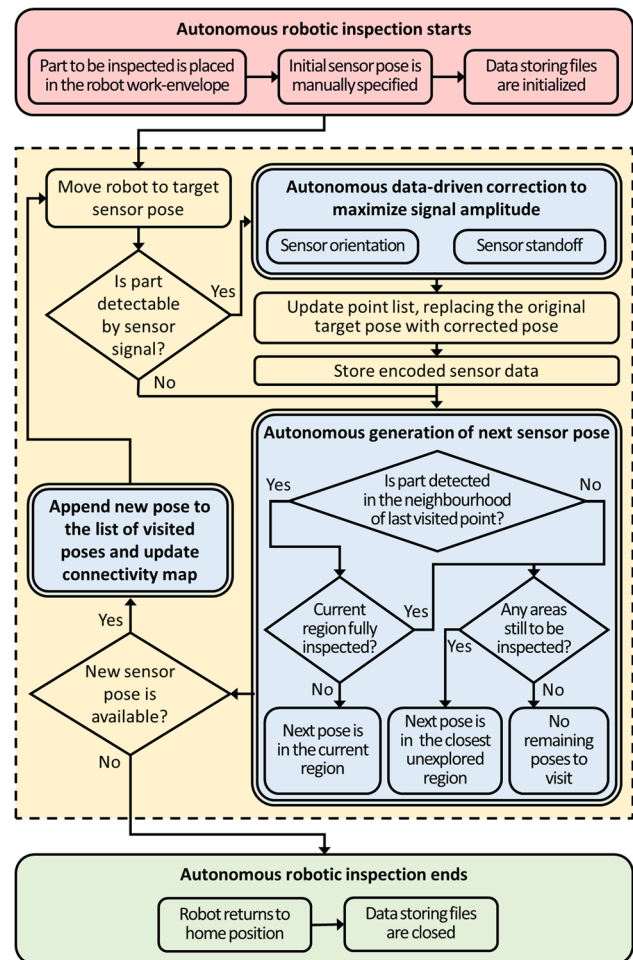 Autonomous robotic inspection starts
Part to be inspected is placed
in the robot work-envelope
Initial sensor pose is
manually specified
Data storing files
are initialized
Move robot to target
sensor pose
Is part
detectable
by sensor
signal?
Yes
No
Autonomous data-driven correction to
maximize signal amplitude
Sensor orientation
Sensor standoff
Update point list, replacing the original
target pose with corrected pose
Store encoded sensor data
Autonomous generation of next sensor pose
Is part detected
in the neighbourhood
of last visited point?
Yes
No
Current
region fully
inspected?
Yes
No
Any areas
still to be
inspected?
Yes
No
Next pose is
in the current
region
Next pose is
in the closest
unexplored
region
No
remaining
poses to
visit
Append new pose to
the list of visited
poses and update
connectivity map
Yes
New sensor
pose is
available?
No
Autonomous robotic inspection ends
Robot returns to
home position
Data storing files
are closed